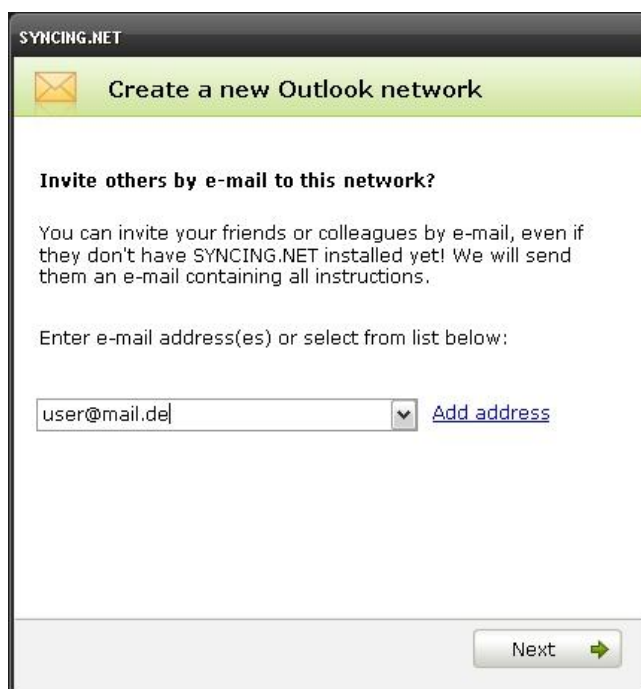 SYNCING.NET
Create a new Outlook network
Invite others by e-mail to this network?
You can invite your friends or colleagues by e-mail, even if
they don't have SYNCING.NET installed yet! We will send
them an e-mail containing all instructions.
Enter e-mail address(es) or select from list below:
user@mail.de Add address
Next